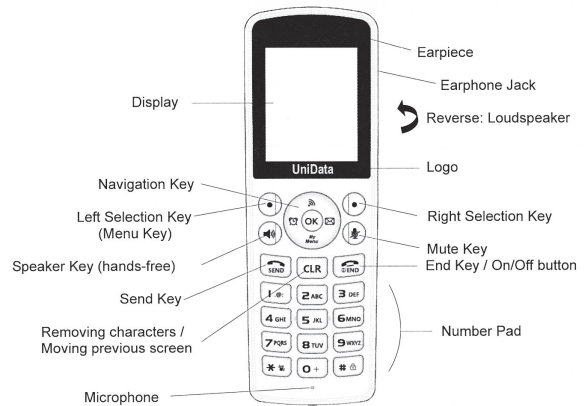 Earpiece
Earphone Jack
Display
Reverse: Loudspeaker
UniData
Logo
Navigation Key
OK
My
Menu
Left Selection Key
(Menu Key)
Right Selection Key
Speaker Key (hands-free)
Mute Key
SEND
CLR
END
End Key / On/Off button
Send Key
1 .@:
2 ABC
3 DEF
Removing characters /
Moving previous screen
4 GHI
5 JKL
6 MNO
Number Pad
7 PQRS
8 TUV
9 WXYZ
* 
0 +
#
Microphone